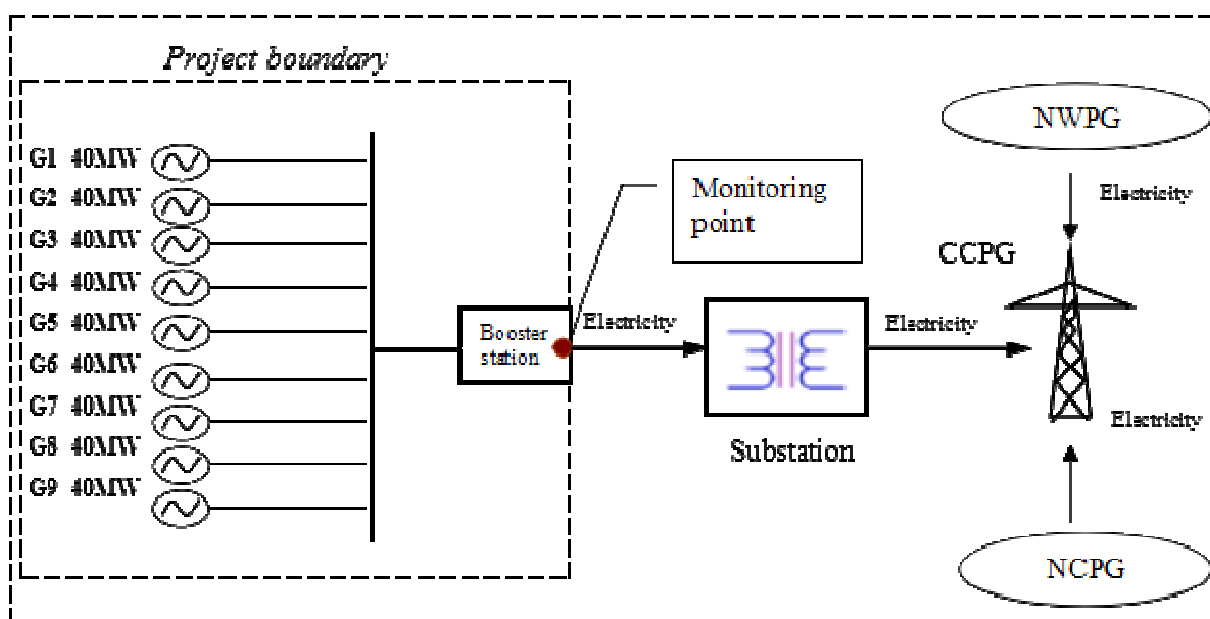 Project boundary
G1 40MW
G2 40MW
G3 40MW
G4 40MW
G5 40MW
G6 40MW
G7 40MW
G8 40MW
G9 40MW
Booster
station
Monitoring
point
Electricity
Substation
Electricity
NWPG
Electricity
CCPG
Electricity
NCPG